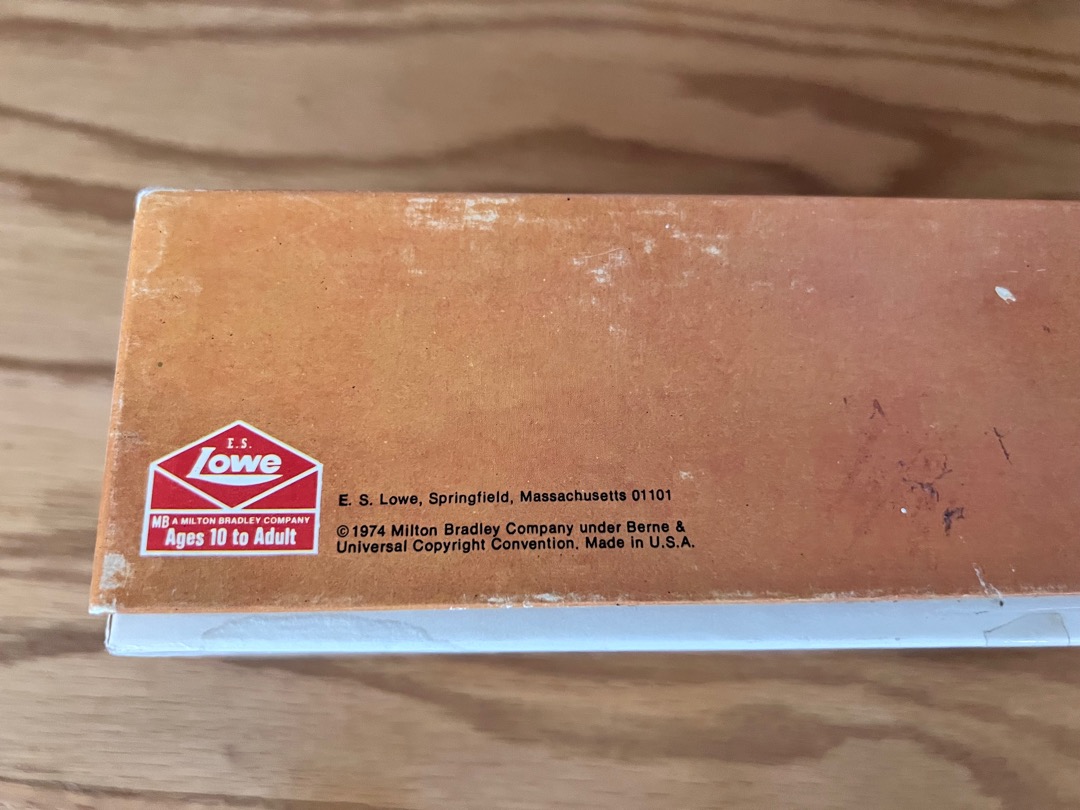 E.S.
Lowe
MB A MILTON BRADLEY COMPANY
Ages 10 to Adult
E. S. Lowe, Springfield, Massachusetts 01101
©1974 Milton Bradley Company under Berne &
Universal Copyright Convention. Made in U.S.A.